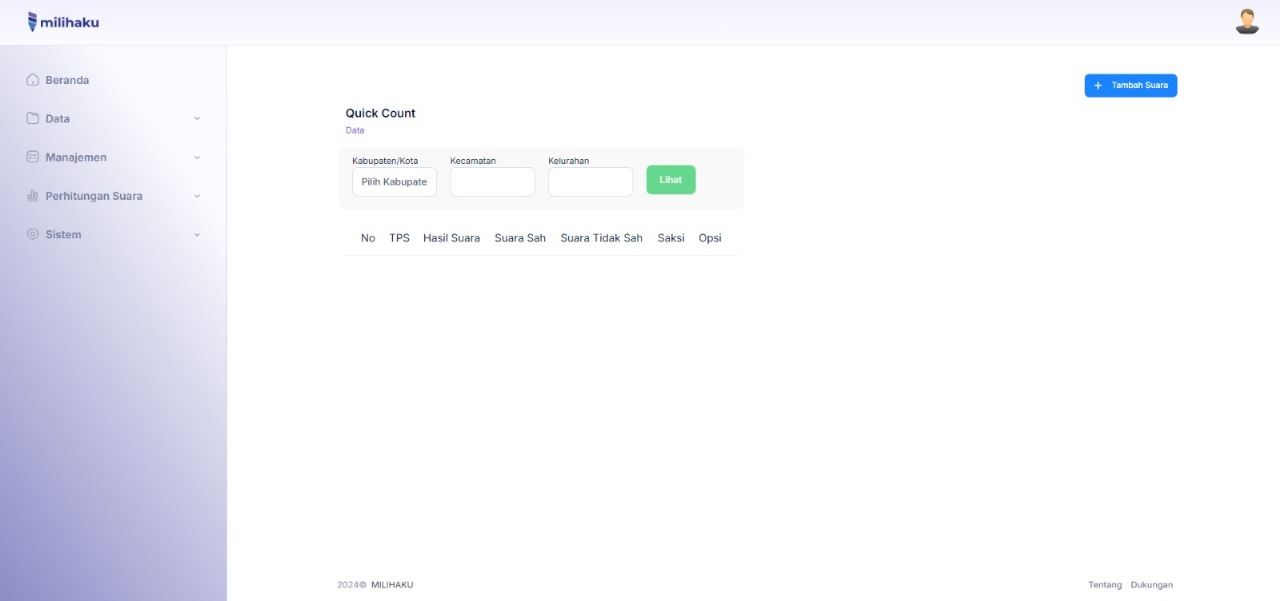 milihaku
Beranda
Data
Manajemen
Perhitungan Suara
Sistem
Tambah Suara
Quick Count
Data
Kabupaten/Kota Kecamatan Kelurahan
Pilih Kabupate
Lihat
No TPS Hasil Suara Suara Sah Suara Tidak Sah Saksi Opsi
2024© MILIHAKU
Tentang Dukungan